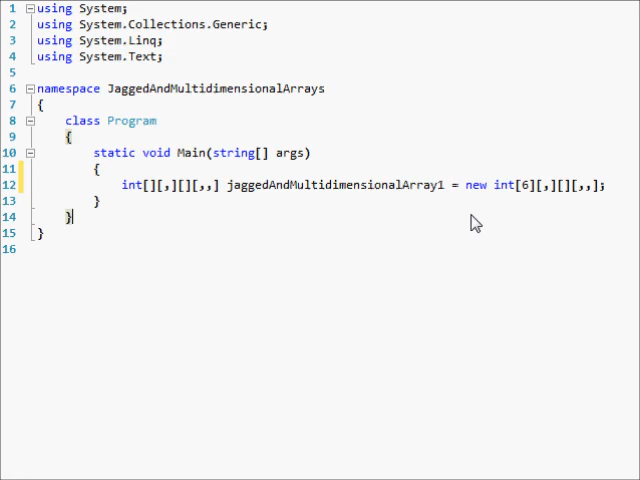 1 using System;
2 using System.Collections.Generic;
3 using System.Linq;
4 using System.Text;
5
6 namespace JaggedAndMultidimensionalArrays
7 {
8 class Program
9 {
10 static void Main(string[] args)
11 {
12 int[][,][][,,] jaggedAndMultidimensionalArray1 = new int[6][,][][,,];
13 }
14 }
15 }
16